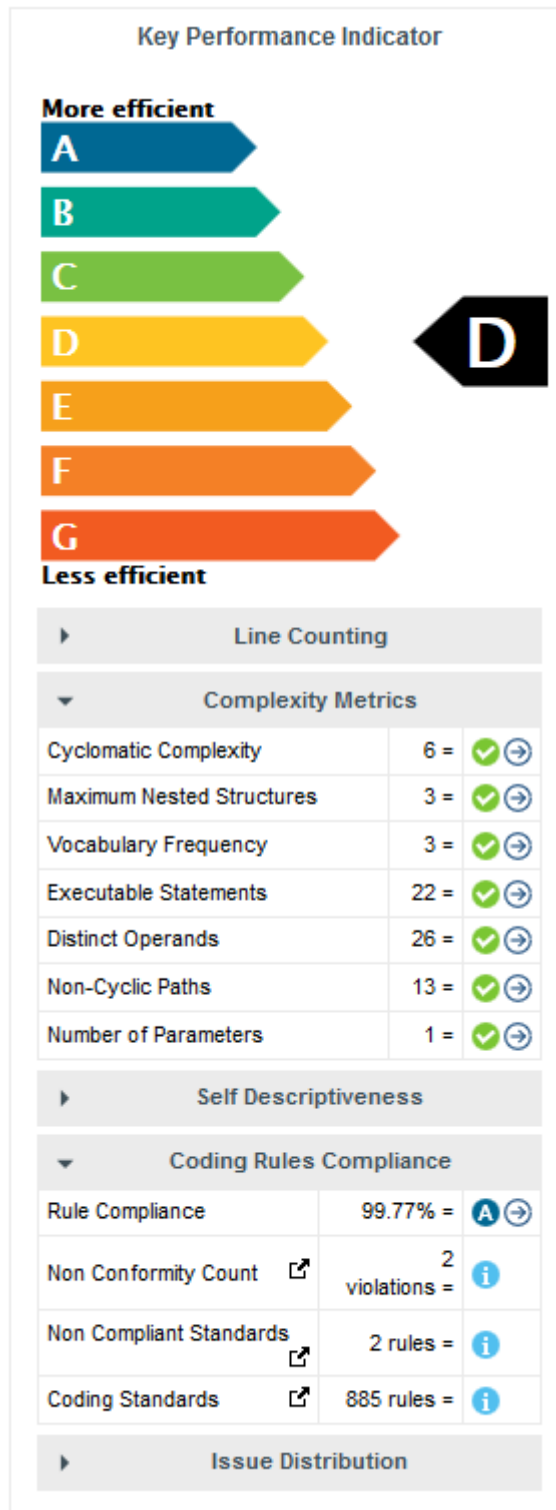 Key Performance Indicator
More efficient
A
B
C
D
D
E
F
G
Less efficient
Line Counting
Complexity Metrics
Cyclomatic Complexity 6 =
Maximum Nested Structures 3 =
Vocabulary Frequency 3 =
Executable Statements 22 =
Distinct Operands 26 =
Non-Cyclic Paths 13 =
Number of Parameters 1 =
Self Descriptiveness
Coding Rules Compliance
Rule Compliance 99.77% = A
Non Conformity Count 2
violations = i
Non Compliant Standards 2 rules = i
Coding Standards 885 rules = i
Issue Distribution